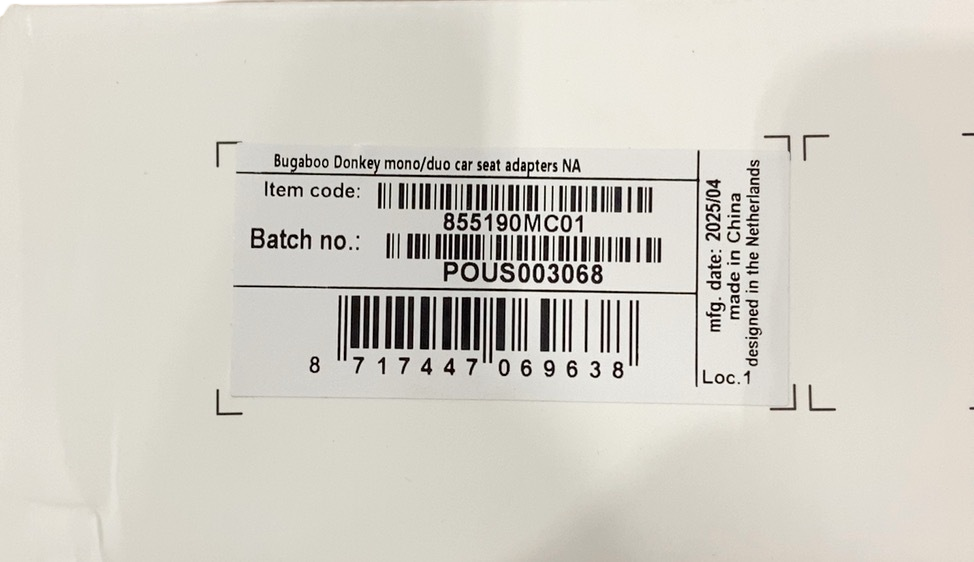 Bugaboo Donkey mono/duo car seat adapters NA
Item code:
855190MC01
Batch no.:
POUS003068
8 717447 069638
mfg. date: 2025/04
made in China
designed in the Netherlands
Loc.1